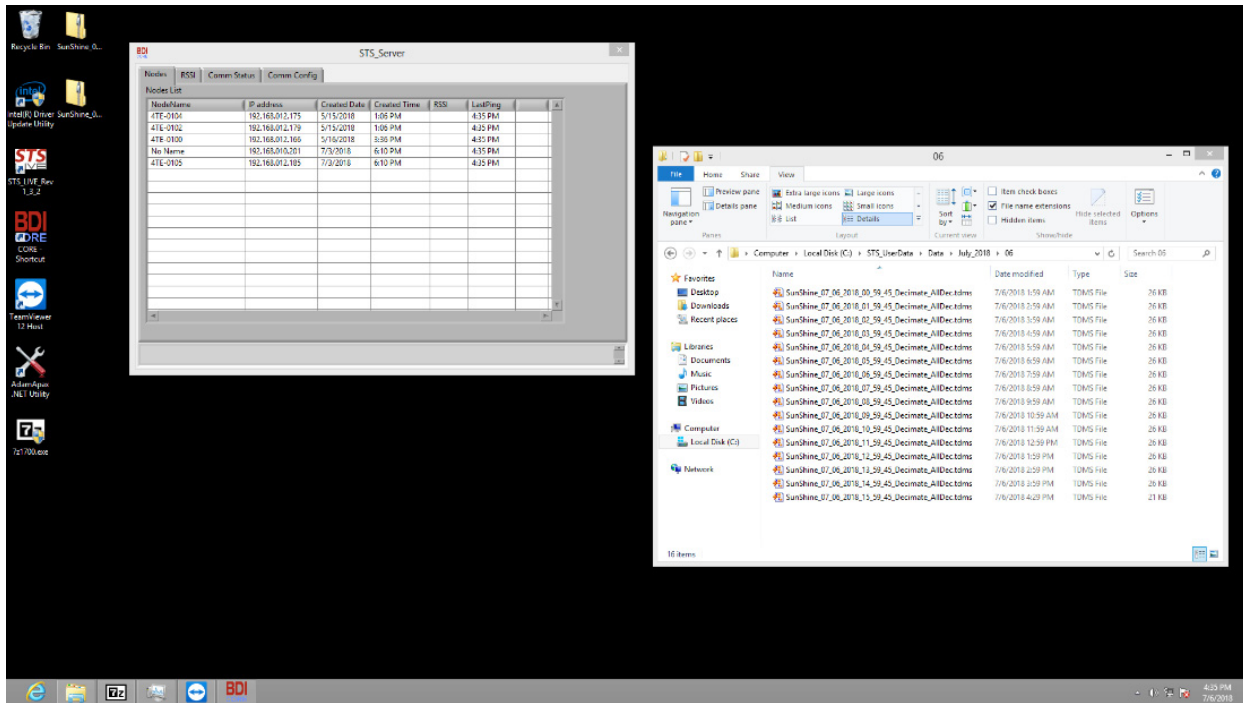 Recycle Bin
SunShine_0...
Intel(R) Driver Update Utility
SunShine_0...
STS LIVE
STS_LIVE_Rev 1_3_2
BDI CORE
CORE - Shortcut
TeamViewer 12 Host
AdamApax .NET Utility
7z1700.exe
BDI
STS_Server
Nodes RSSI Comm Status Comm Config
Nodes List
NodeName IP address Created Date Created Time RSSI LastPing
4TE-0104 192.168.012.175 5/15/2018 1:06 PM 4:35 PM
4TE-0102 192.168.012.179 5/15/2018 1:06 PM 4:35 PM
4TE-0100 192.168.012.166 5/16/2018 3:36 PM 4:35 PM
No Name 192.168.010.201 7/3/2018 6:10 PM 4:35 PM
4TE-0105 192.168.012.185 7/3/2018 6:10 PM 4:35 PM
06
File Home Share View
Navigation pane
Preview pane
Details pane
Panes
Extra large icons Large icons
Medium icons Small icons
List Details
Layout
Sort by
Current view
Item check boxes
File name extensions
Hidden items
Hide selected items
Show/hide
Options
Computer Local Disk (C:) STS_UserData Data July_2018 06
Search 06
Favorites
Desktop
Downloads
Recent places
Libraries
Documents
Music
Pictures
Videos
Computer
Local Disk (C:)
Network
Name Date modified Type Size
SunShine_07_06_2018_00_59_45_Decimate_AllDec.tdms 7/6/2018 1:59 AM TDMS File 26 KB
SunShine_07_06_2018_01_59_45_Decimate_AllDec.tdms 7/6/2018 2:59 AM TDMS File 26 KB
SunShine_07_06_2018_02_59_45_Decimate_AllDec.tdms 7/6/2018 3:59 AM TDMS File 26 KB
SunShine_07_06_2018_03_59_45_Decimate_AllDec.tdms 7/6/2018 4:59 AM TDMS File 26 KB
SunShine_07_06_2018_04_59_45_Decimate_AllDec.tdms 7/6/2018 5:59 AM TDMS File 26 KB
SunShine_07_06_2018_05_59_45_Decimate_AllDec.tdms 7/6/2018 6:59 AM TDMS File 26 KB
SunShine_07_06_2018_06_59_45_Decimate_AllDec.tdms 7/6/2018 7:59 AM TDMS File 26 KB
SunShine_07_06_2018_07_59_45_Decimate_AllDec.tdms 7/6/2018 8:59 AM TDMS File 26 KB
SunShine_07_06_2018_08_59_45_Decimate_AllDec.tdms 7/6/2018 9:59 AM TDMS File 26 KB
SunShine_07_06_2018_09_59_45_Decimate_AllDec.tdms 7/6/2018 10:59 AM TDMS File 26 KB
SunShine_07_06_2018_10_59_45_Decimate_AllDec.tdms 7/6/2018 11:59 AM TDMS File 26 KB
SunShine_07_06_2018_11_59_45_Decimate_AllDec.tdms 7/6/2018 12:59 PM TDMS File 26 KB
SunShine_07_06_2018_12_59_45_Decimate_AllDec.tdms 7/6/2018 1:59 PM TDMS File 26 KB
SunShine_07_06_2018_13_59_45_Decimate_AllDec.tdms 7/6/2018 2:59 PM TDMS File 26 KB
SunShine_07_06_2018_14_59_45_Decimate_AllDec.tdms 7/6/2018 3:59 PM TDMS File 26 KB
SunShine_07_06_2018_15_59_45_Decimate_AllDec.tdms 7/6/2018 4:29 PM TDMS File 21 KB
16 items
7z
BDI
4:35 PM
7/6/2018